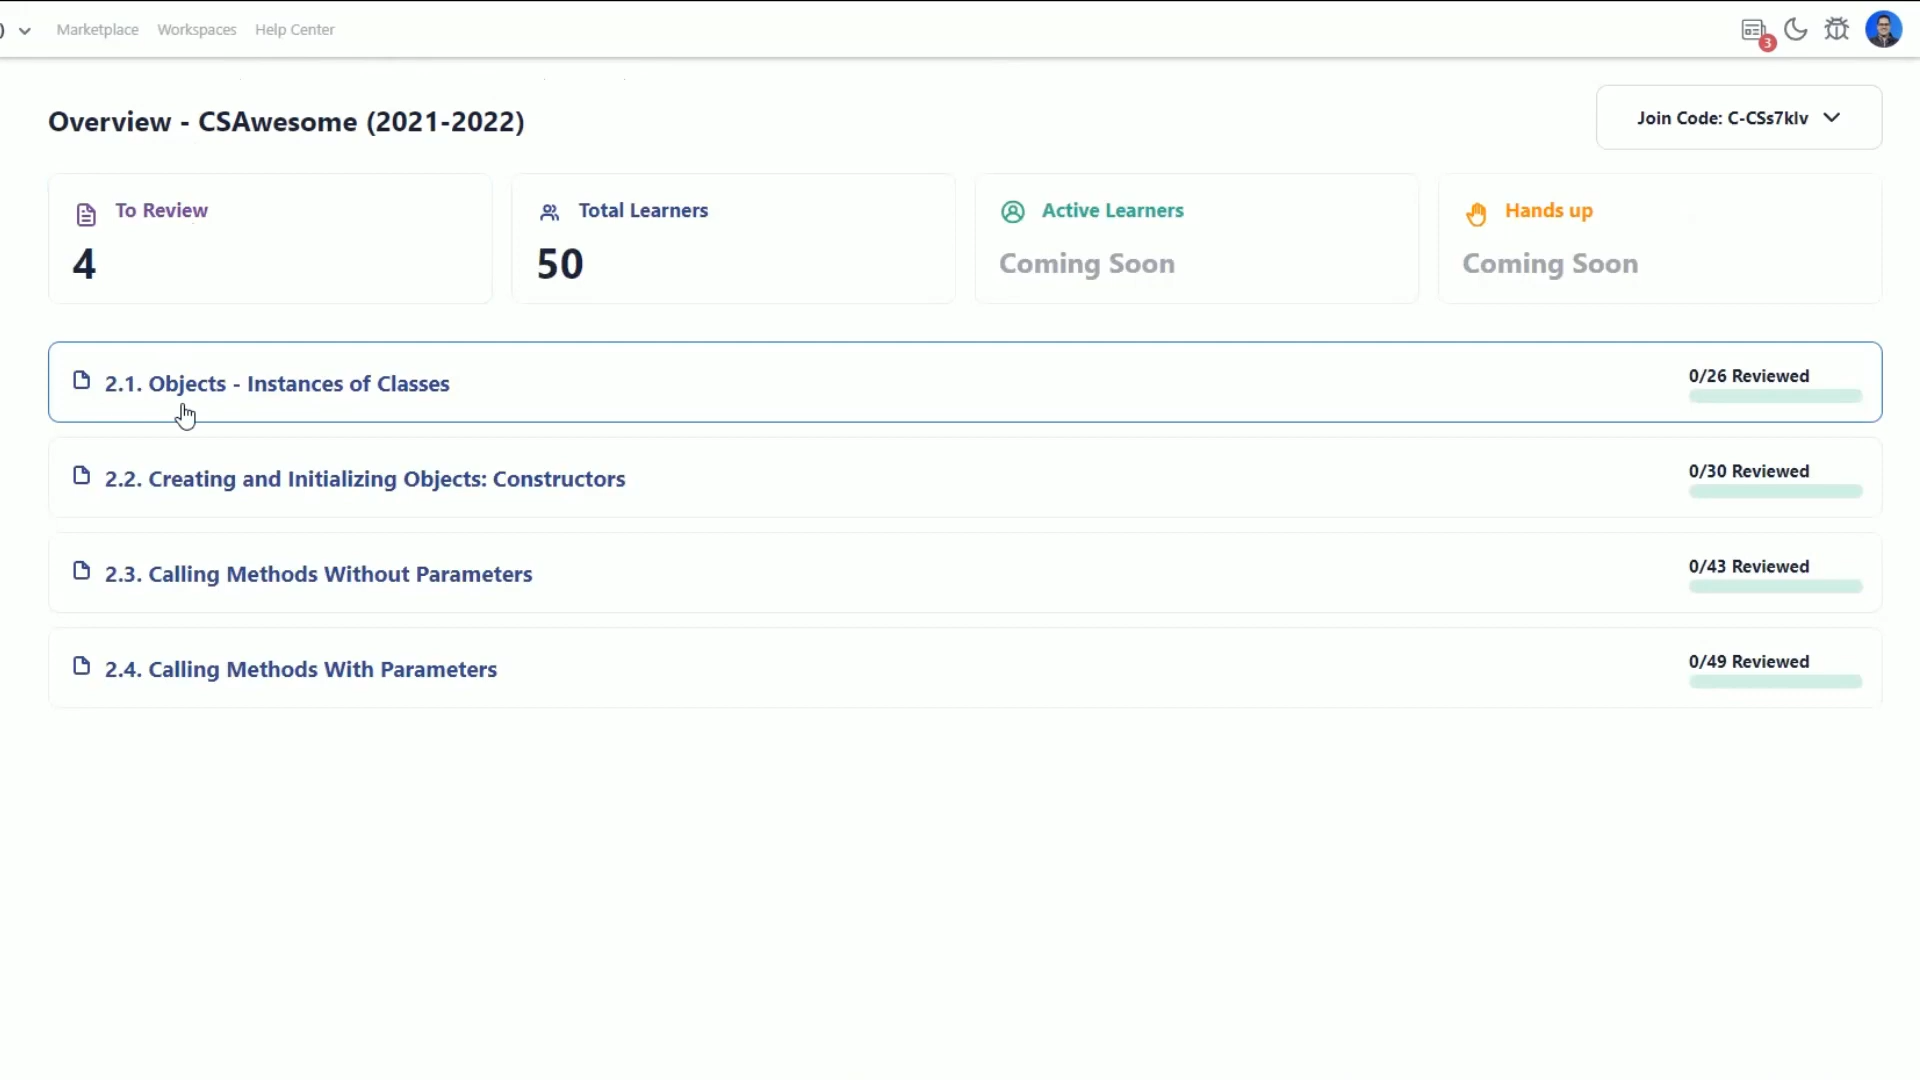 ) Marketplace Workspaces Help Center 3
Overview - CSAwesome (2021-2022)
Join Code: C-CSs7klv
To Review
4
Total Learners
50
Active Learners
Coming Soon
Hands up
Coming Soon
2.1. Objects - Instances of Classes
0/26 Reviewed
2.2. Creating and Initializing Objects: Constructors
0/30 Reviewed
2.3. Calling Methods Without Parameters
0/43 Reviewed
2.4. Calling Methods With Parameters
0/49 Reviewed